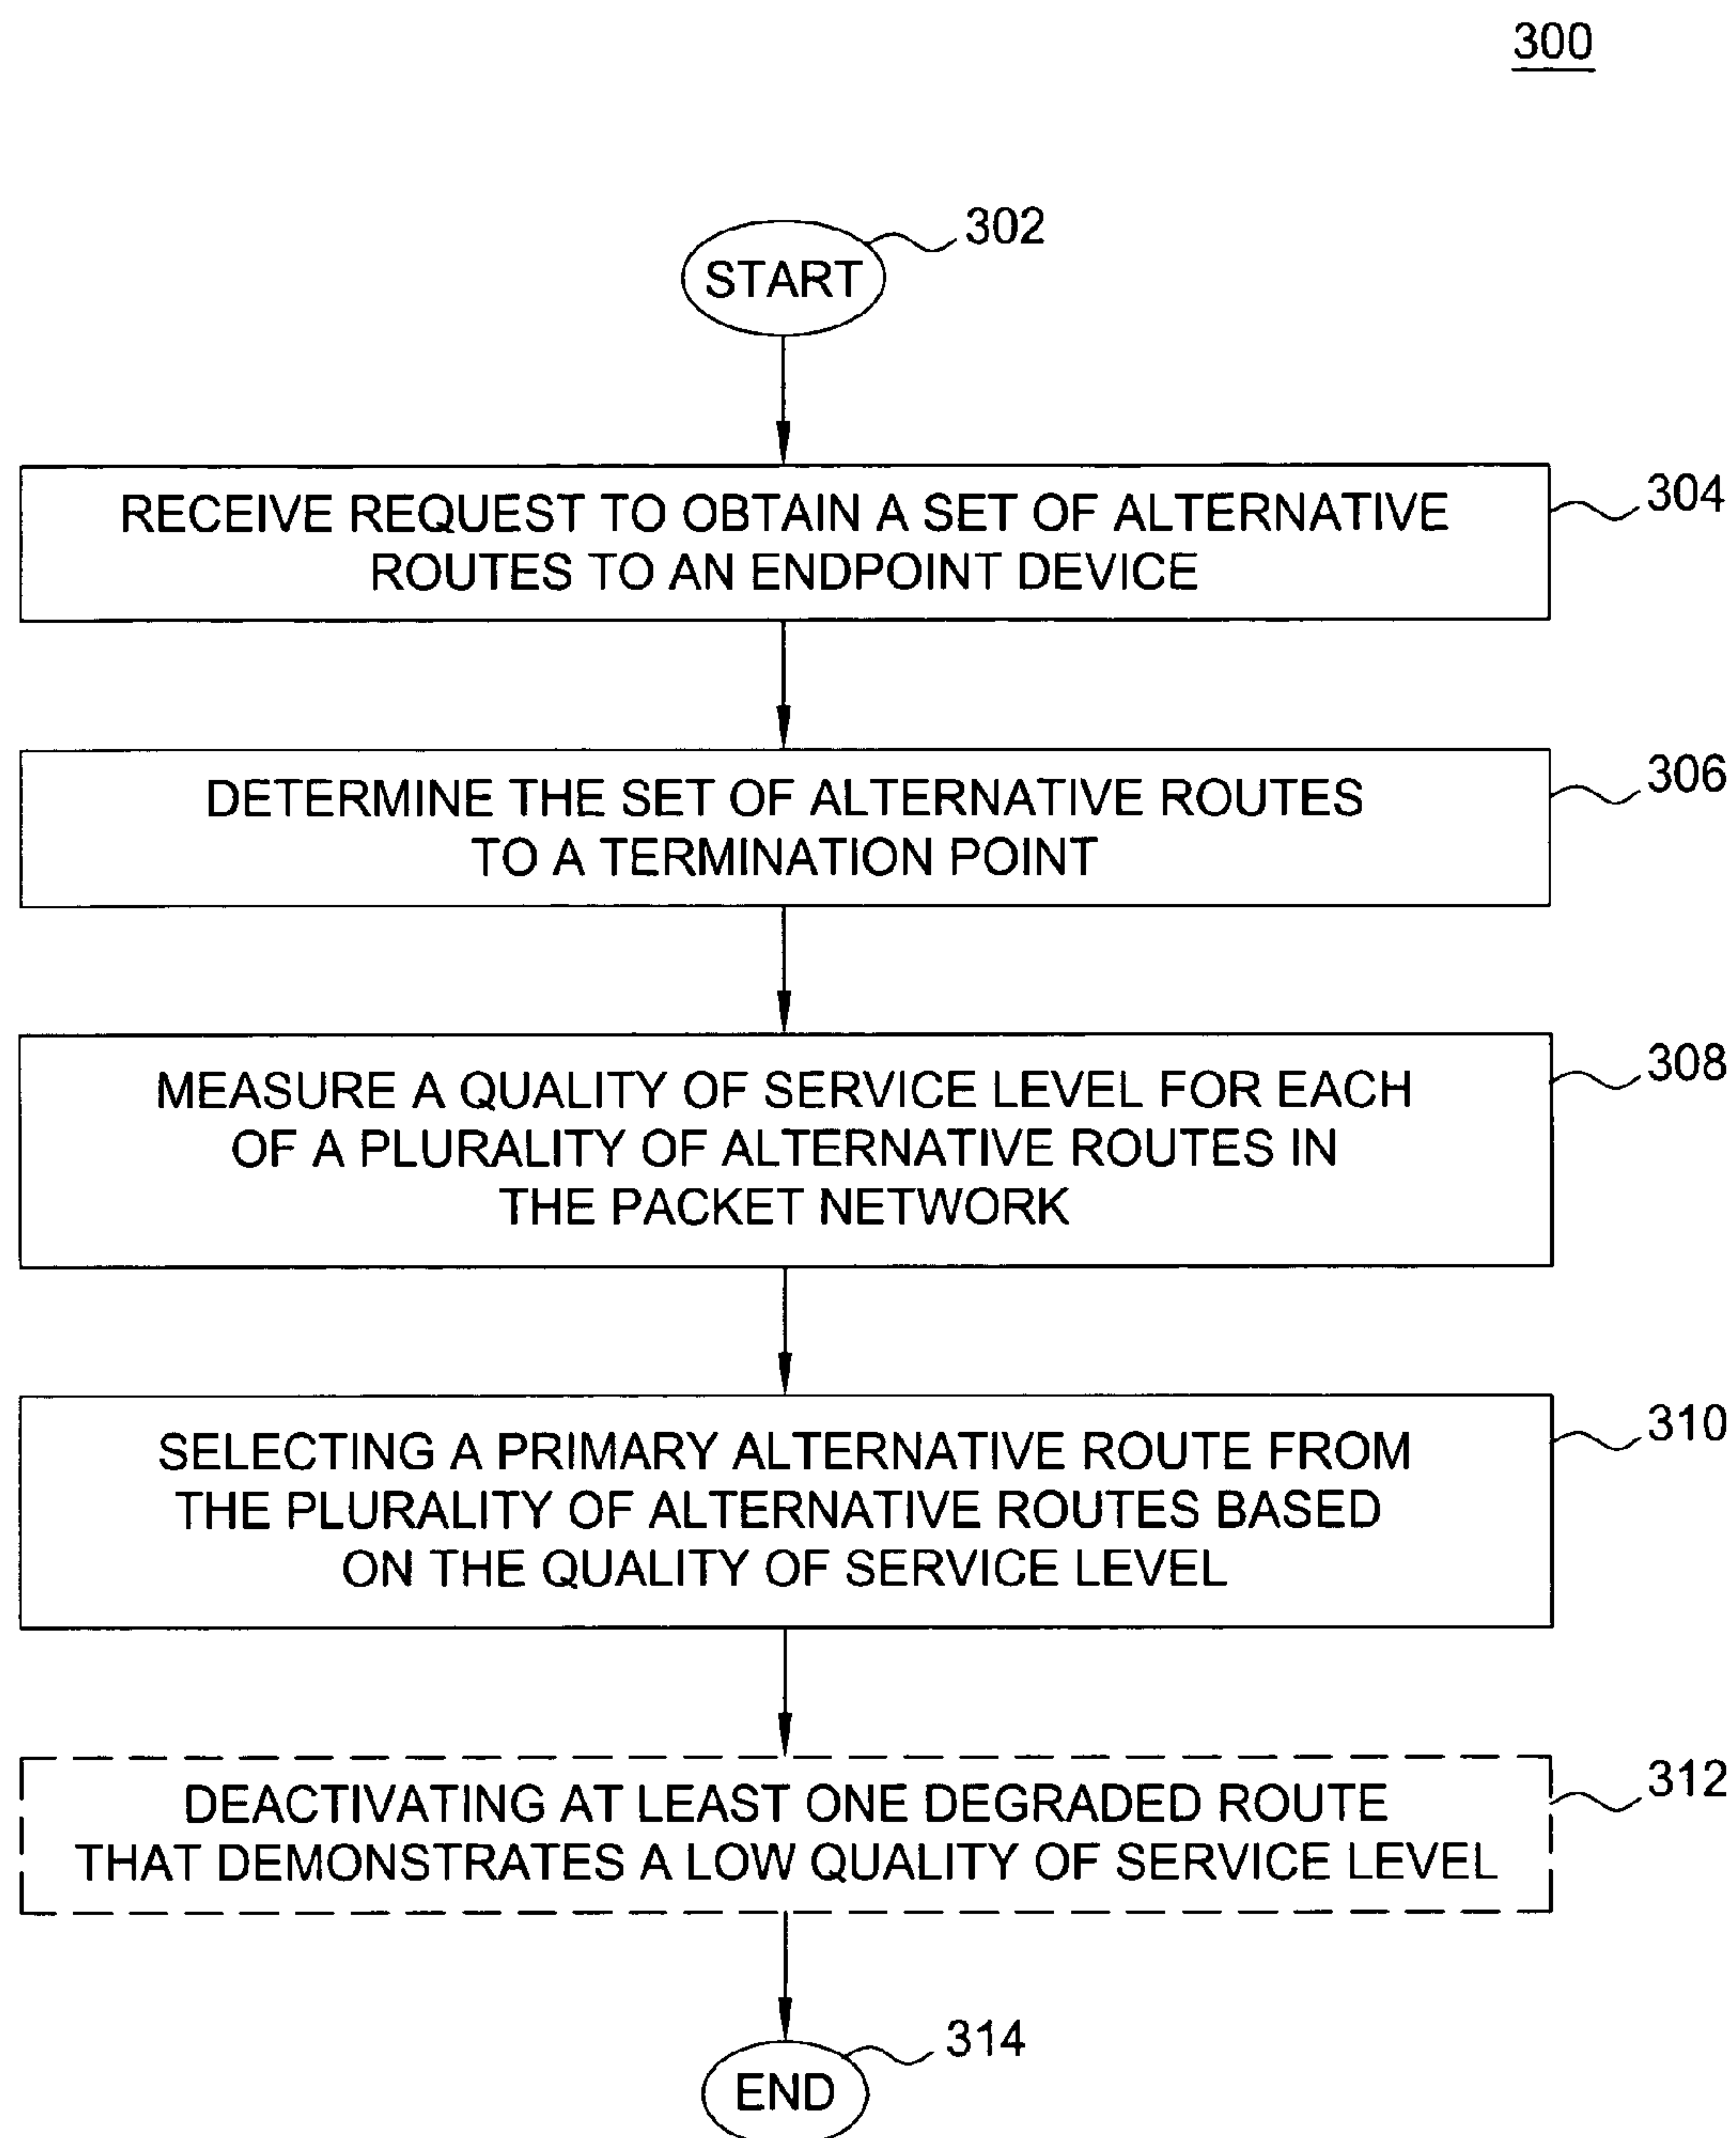 300
302
START
304
RECEIVE REQUEST TO OBTAIN A SET OF ALTERNATIVE
ROUTES TO AN ENDPOINT DEVICE
306
DETERMINE THE SET OF ALTERNATIVE ROUTES
TO A TERMINATION POINT
308
MEASURE A QUALITY OF SERVICE LEVEL FOR EACH
OF A PLURALITY OF ALTERNATIVE ROUTES IN
THE PACKET NETWORK
310
SELECTING A PRIMARY ALTERNATIVE ROUTE FROM
THE PLURALITY OF ALTERNATIVE ROUTES BASED
ON THE QUALITY OF SERVICE LEVEL
312
DEACTIVATING AT LEAST ONE DEGRADED ROUTE
THAT DEMONSTRATES A LOW QUALITY OF SERVICE LEVEL
314
END